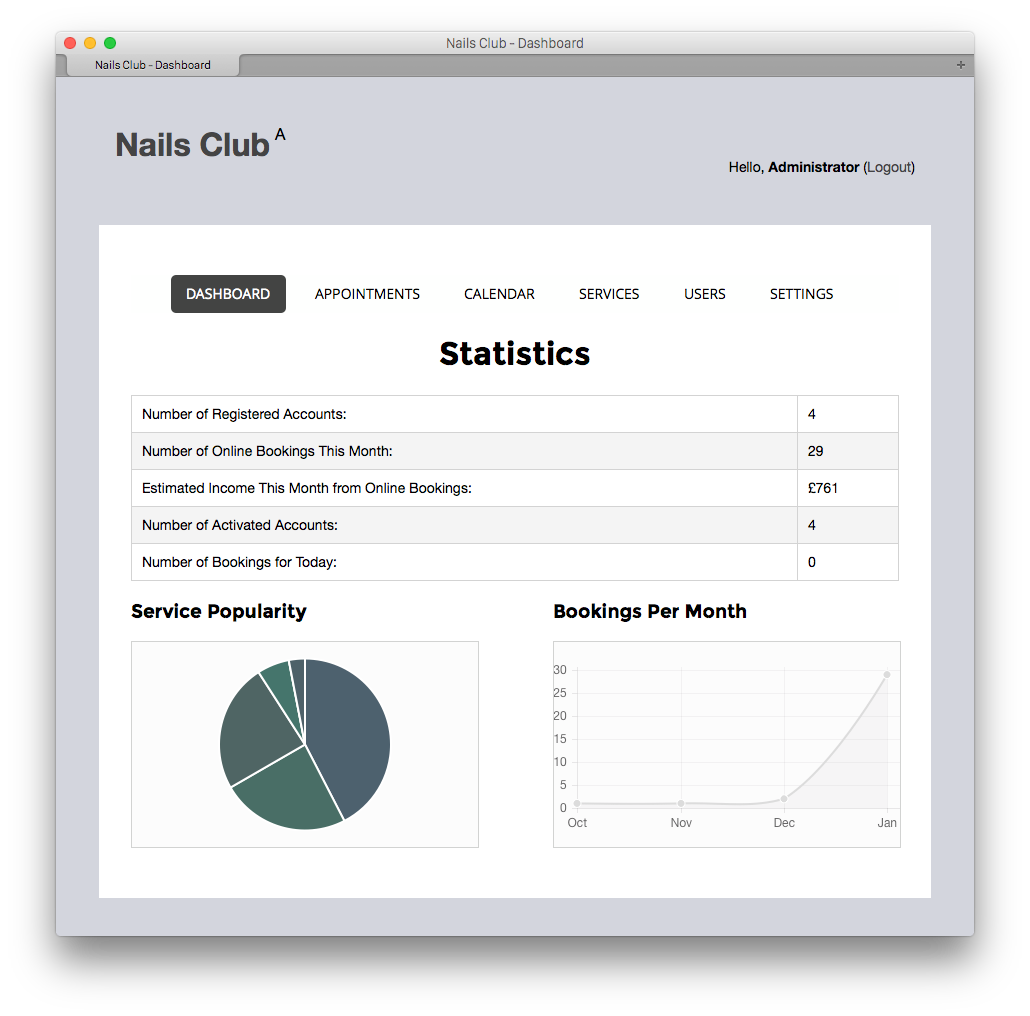 Nails Club - Dashboard
Nails Club - Dashboard
+
Nails Club A
Hello, Administrator (Logout)
DASHBOARD APPOINTMENTS CALENDAR SERVICES USERS SETTINGS
Statistics
Number of Registered Accounts: 4
Number of Online Bookings This Month: 29
Estimated Income This Month from Online Bookings: £761
Number of Activated Accounts: 4
Number of Bookings for Today: 0
Service Popularity
Bookings Per Month
30
25
20
15
10
5
0
Oct Nov Dec Jan